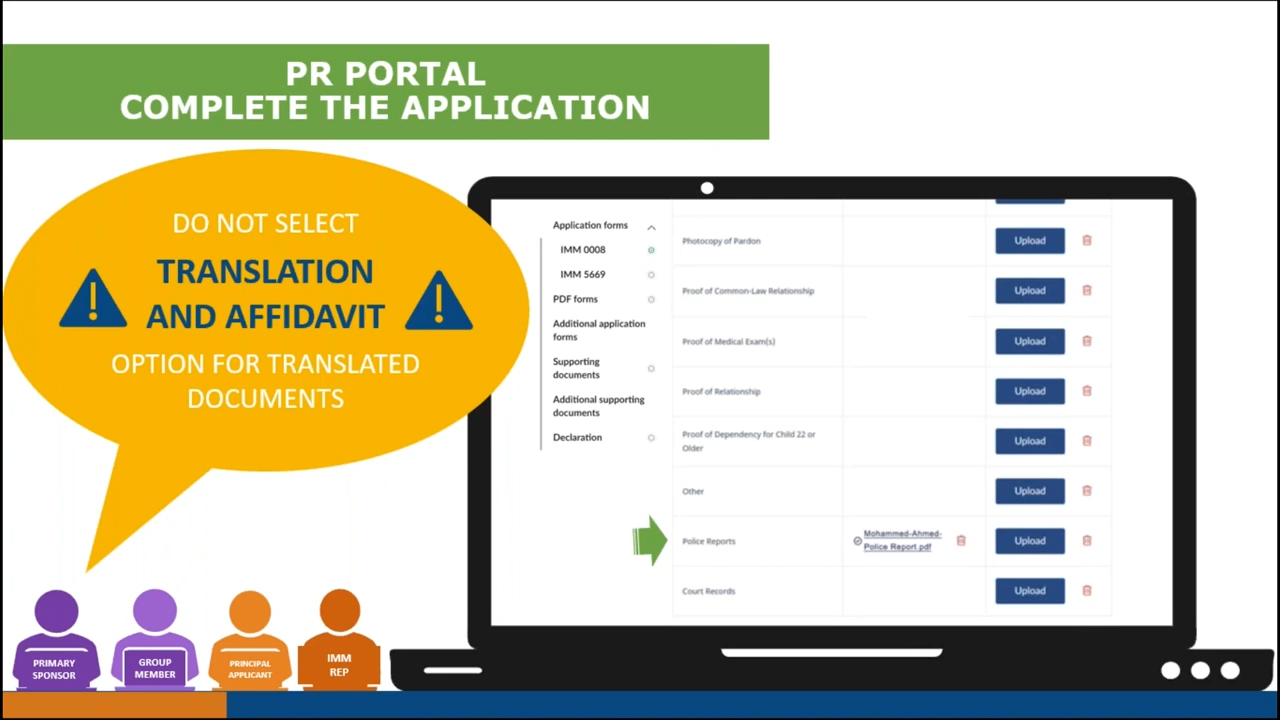 PR PORTAL
COMPLETE THE APPLICATION
DO NOT SELECT
TRANSLATION
AND AFFIDAVIT
OPTION FOR TRANSLATED
DOCUMENTS
Application forms
IMM 0008
IMM 5669
PDF forms
Additional application
forms
Supporting
documents
Additional supporting
documents
Declaration
Photocopy of Pardon
Upload
Proof of Common-Law Relationship
Upload
Proof of Medical Exam(s)
Upload
Proof of Relationship
Upload
Proof of Dependency for Child 22 or
Older
Upload
Other
Upload
Police Reports
Mohammed-Ahmed-
Police Report.pdf
Upload
Court Records
Upload
PRIMARY
SPONSOR
GROUP
MEMBER
PRINCIPAL
APPLICANT
IMM
REP